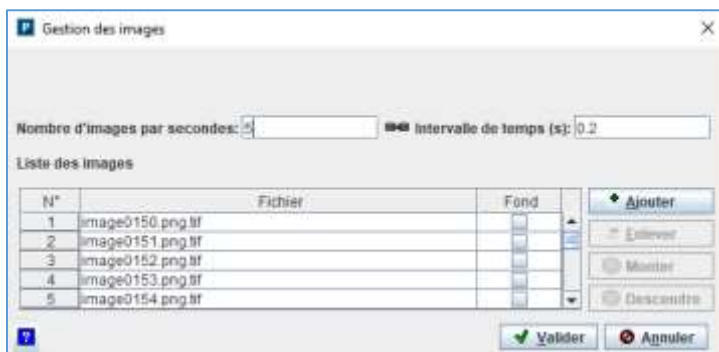 Gestion des images
Nombre d'images par secondes: 5 Intervalle de temps (s): 0.2
Liste des images
N° Fichier Fond
1 image0150.png.tif
2 image0151.png.tif
3 image0152.png.tif
4 image0153.png.tif
5 image0154.png.tif
Ajouter
Enlever
Monter
Descendre
? Valider Annuler